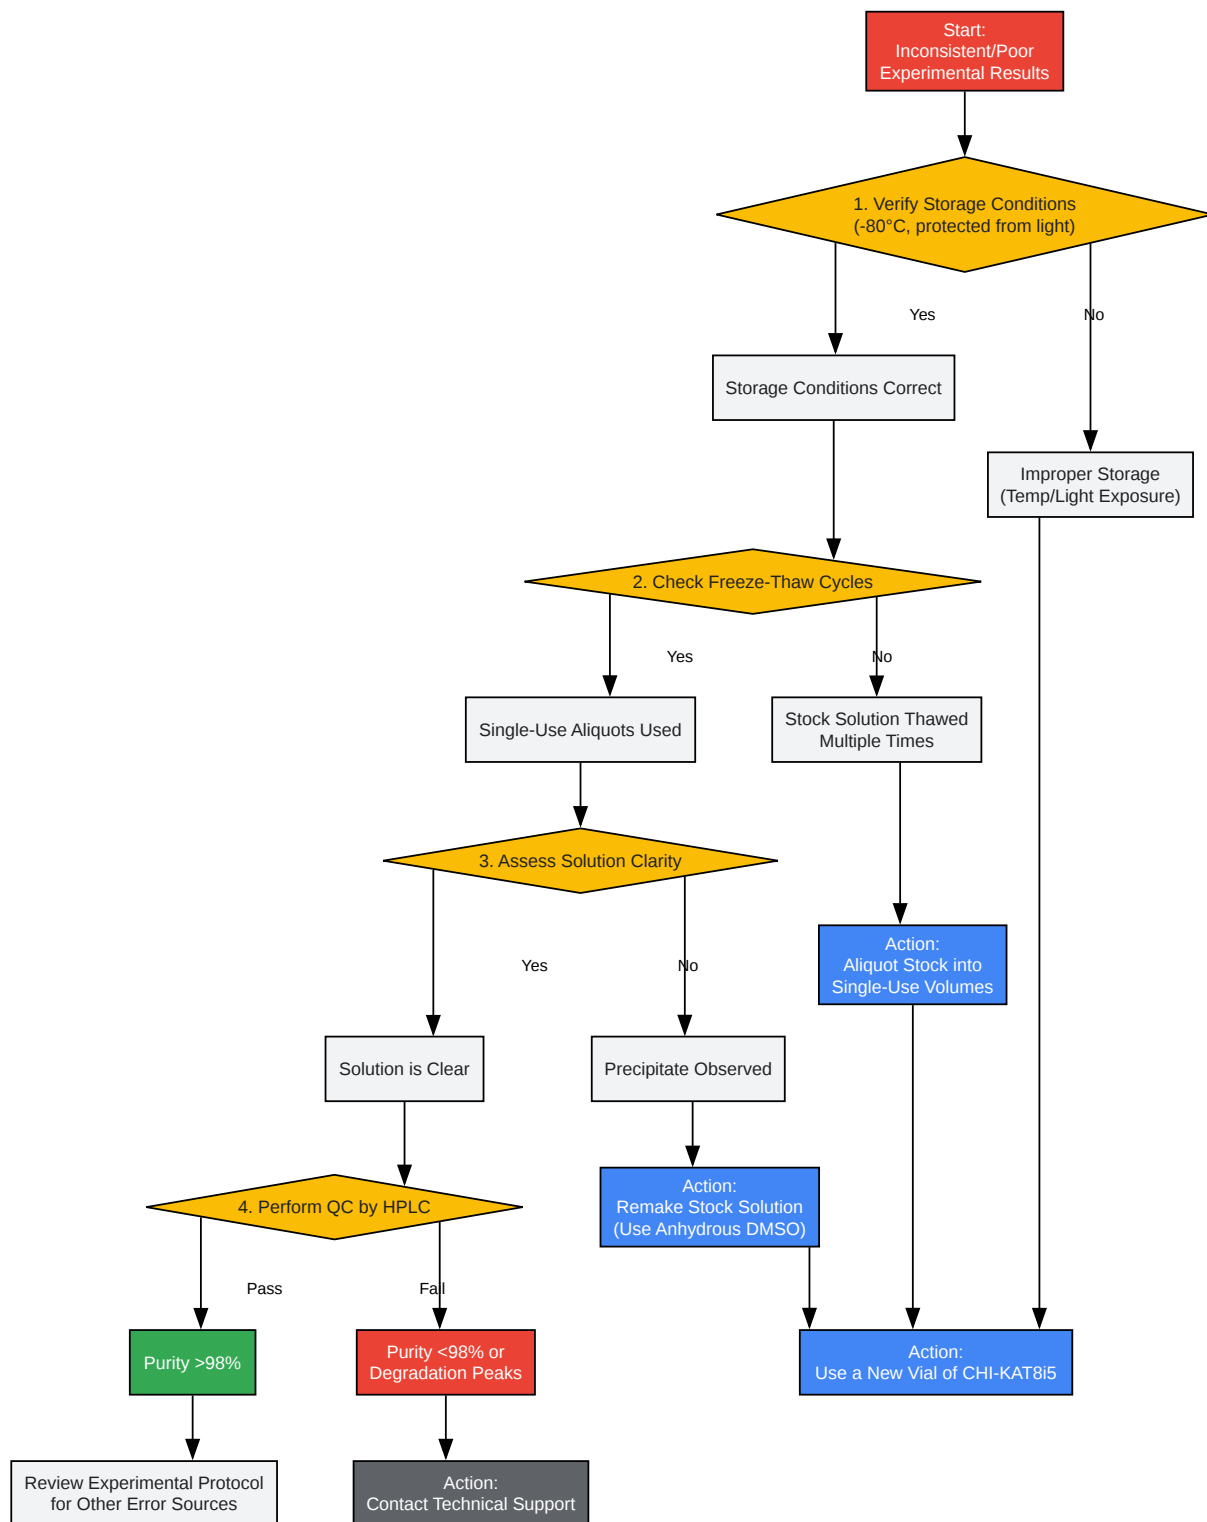 Start:
Inconsistent/Poor
Experimental Results
1. Verify Storage Conditions
(-80°C, protected from light)
Yes
No
Storage Conditions Correct
Improper Storage
(Temp/Light Exposure)
2. Check Freeze-Thaw Cycles
Yes
No
Single-Use Aliquots Used
Stock Solution Thawed
Multiple Times
3. Assess Solution Clarity
Action:
Aliquot Stock into
Single-Use Volumes
Yes
No
Solution is Clear
Precipitate Observed
Action:
Remake Stock Solution
(Use Anhydrous DMSO)
4. Perform QC by HPLC
Pass
Fail
Purity >98%
Purity <98% or
Degradation Peaks
Action:
Use a New Vial of CHI-KAT8i5
Review Experimental Protocol
for Other Error Sources
Action:
Contact Technical Support